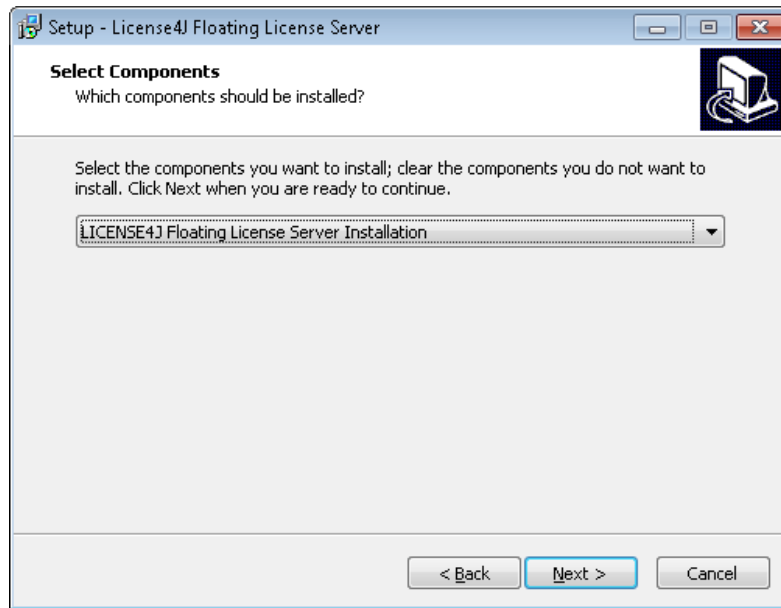 Setup - License4J Floating License Server
Select Components
Which components should be installed?
Select the components you want to install; clear the components you do not want to
install. Click Next when you are ready to continue.
LICENSE4J Floating License Server Installation
< Back
Next >
Cancel